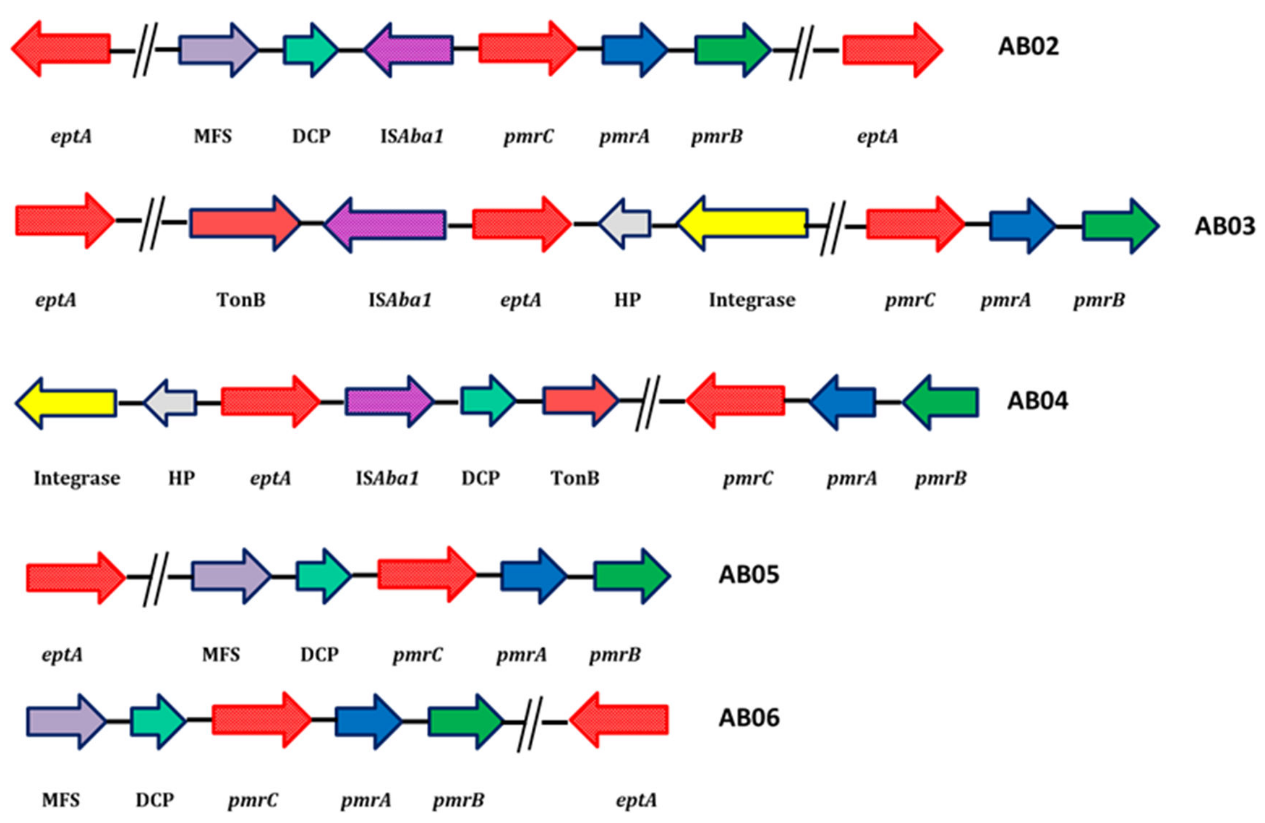 AB02
eptA MFS DCP ISAba1 pmrC pmrA pmrB eptA
AB03
eptA TonB ISAba1 eptA HP Integrase pmrC pmrA pmrB
AB04
Integrase HP eptA ISAba1 DCP TonB pmrC pmrA pmrB
AB05
eptA MFS DCP pmrC pmrA pmrB
AB06
MFS DCP pmrC pmrA pmrB eptA